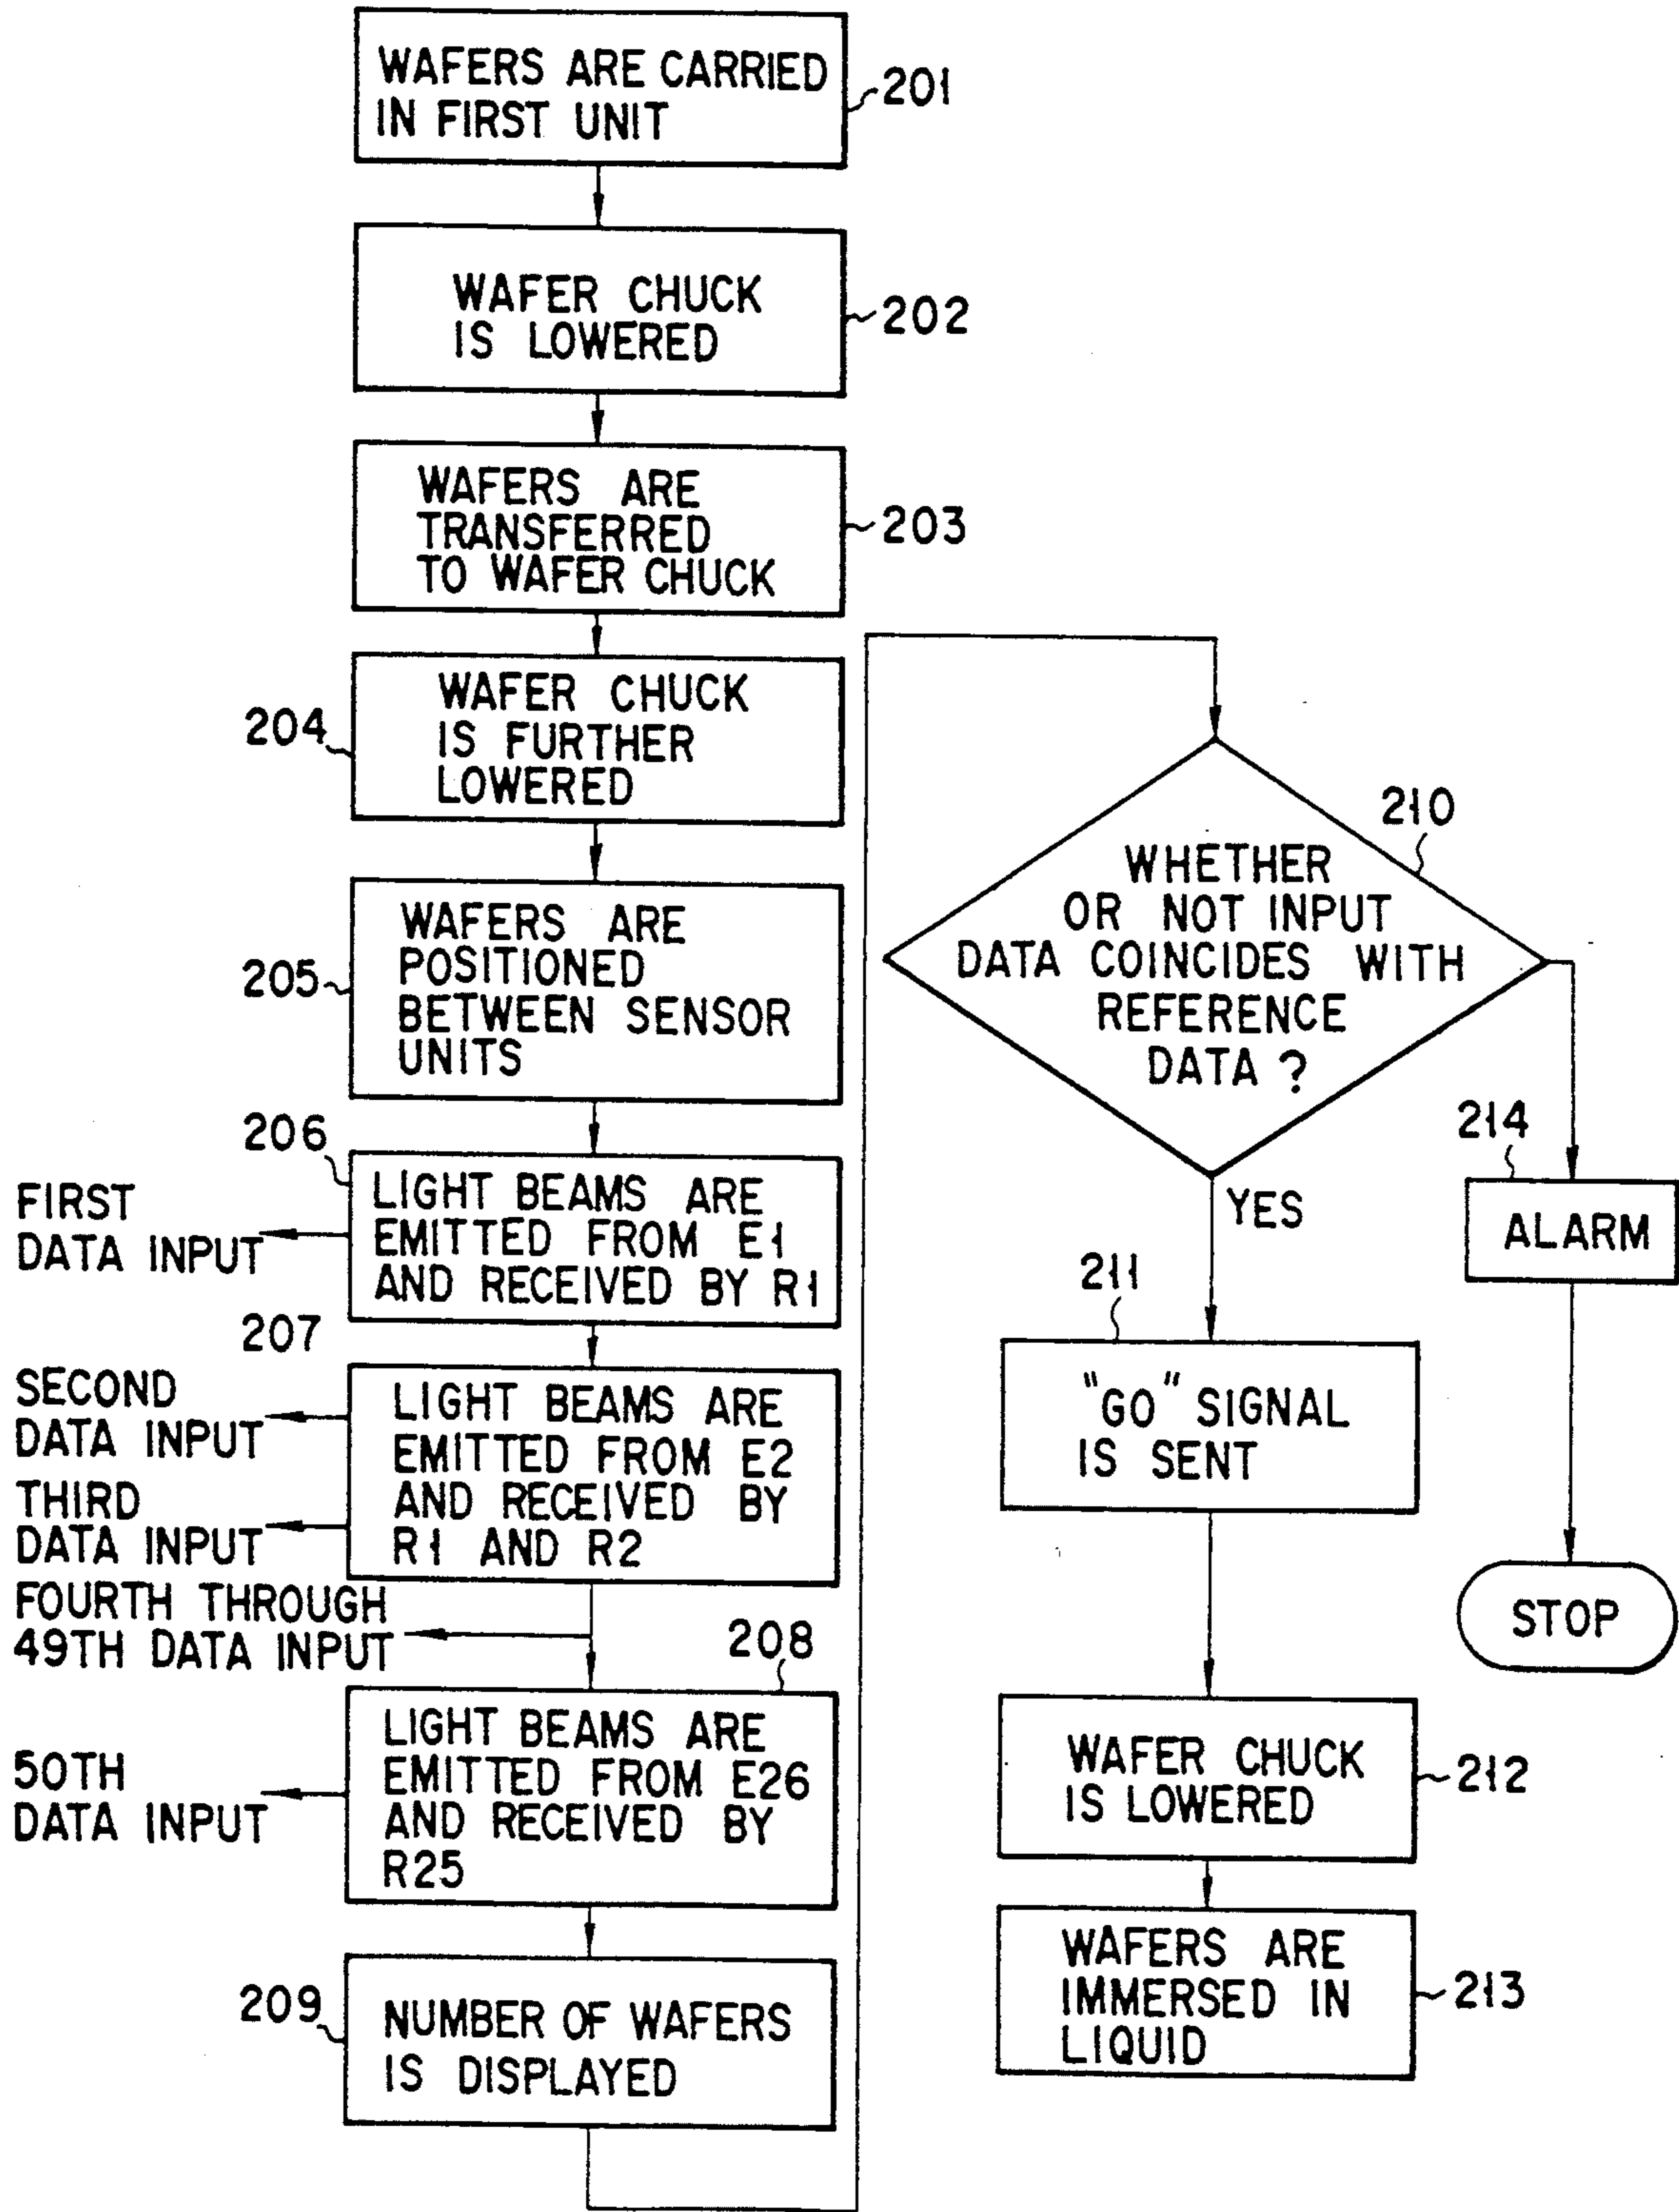 WAFERS ARE CARRIED
IN FIRST UNIT
201
WAFER CHUCK
IS LOWERED
202
WAFERS ARE
TRANSFERRED
TO WAFER CHUCK
203
204
WAFER CHUCK
IS FURTHER
LOWERED
205
WAFERS ARE
POSITIONED
BETWEEN SENSOR
UNITS
206
LIGHT BEAMS ARE
EMITTED FROM E1
AND RECEIVED BY R1
FIRST
DATA INPUT
207
LIGHT BEAMS ARE
EMITTED FROM E2
AND RECEIVED BY
R1 AND R2
SECOND
DATA INPUT
THIRD
DATA INPUT
FOURTH THROUGH
49TH DATA INPUT
208
LIGHT BEAMS ARE
EMITTED FROM E26
AND RECEIVED BY
R25
50TH
DATA INPUT
209
NUMBER OF WAFERS
IS DISPLAYED
210
WHETHER
OR NOT INPUT
DATA COINCIDES WITH
REFERENCE
DATA ?
YES
214
ALARM
STOP
211
"GO" SIGNAL
IS SENT
WAFER CHUCK
IS LOWERED
212
WAFERS ARE
IMMERSED IN
LIQUID
213